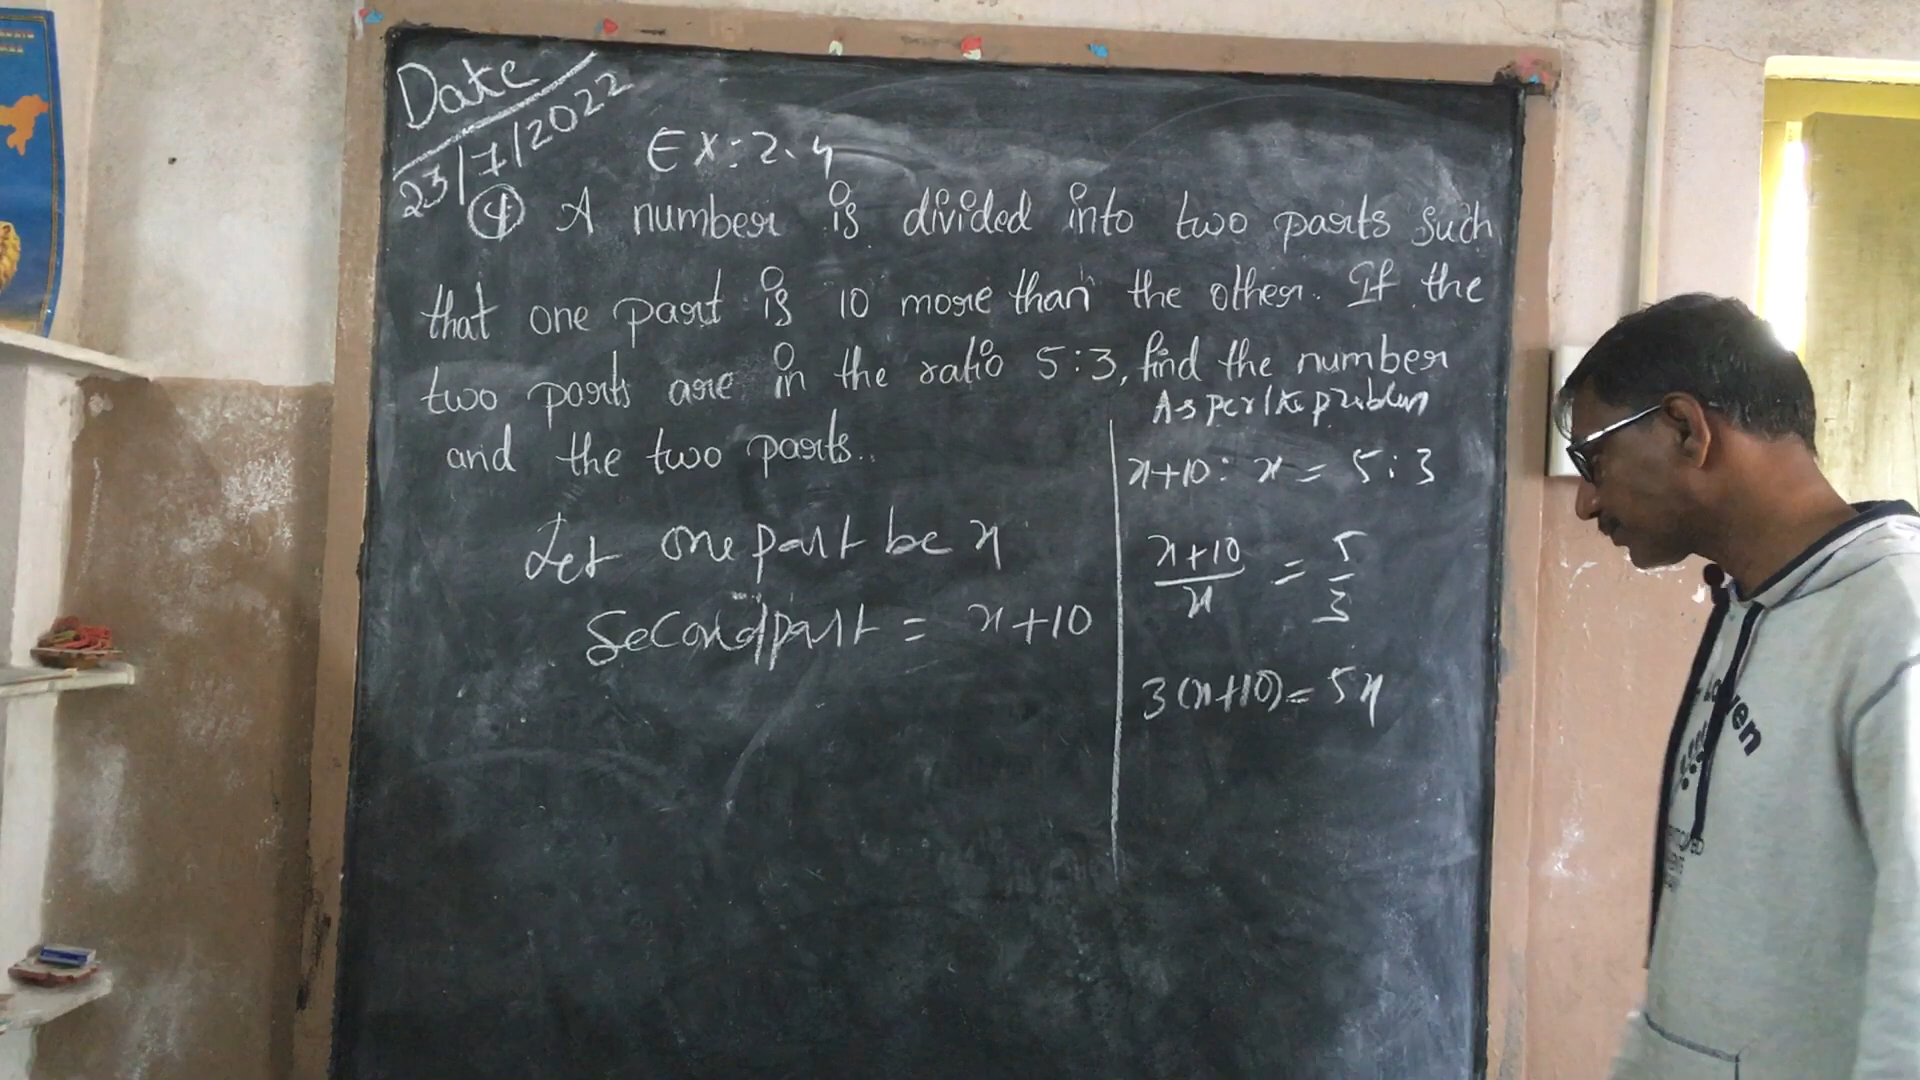 Date
23/7/2022
Ex: 2.4
4 A number is divided into two parts such
that one part is 10 more than the other. If the
two parts are in the ratio 5:3, find the number
and the two parts..
Let one part be x
Second part = x+10
As per the problem
x+10 : x = 5 : 3
x+10/x = 5/3
3(x+10) = 5x